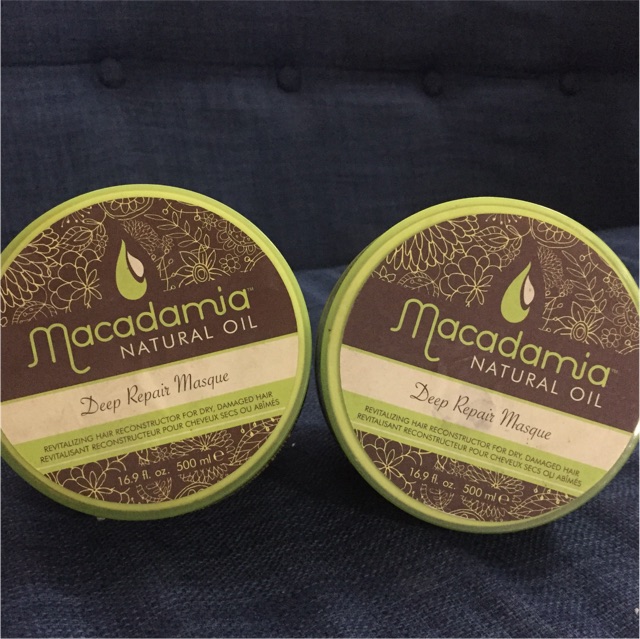 Macadamia™
NATURAL OIL
Deep Repair Masque
REVITALIZING HAIR RECONSTRUCTOR FOR DRY, DAMAGED HAIR
REVITALISANT RECONSTRUCTEUR POUR CHEVEUX SECS OU ABÎMÉS
16.9 fl. oz. 500 ml e
Macadamia™
NATURAL OIL
Deep Repair Masque
REVITALIZING HAIR RECONSTRUCTOR FOR DRY, DAMAGED HAIR
REVITALISANT RECONSTRUCTEUR POUR CHEVEUX SECS OU ABÎMÉS
16.9 fl. oz. 500 ml e